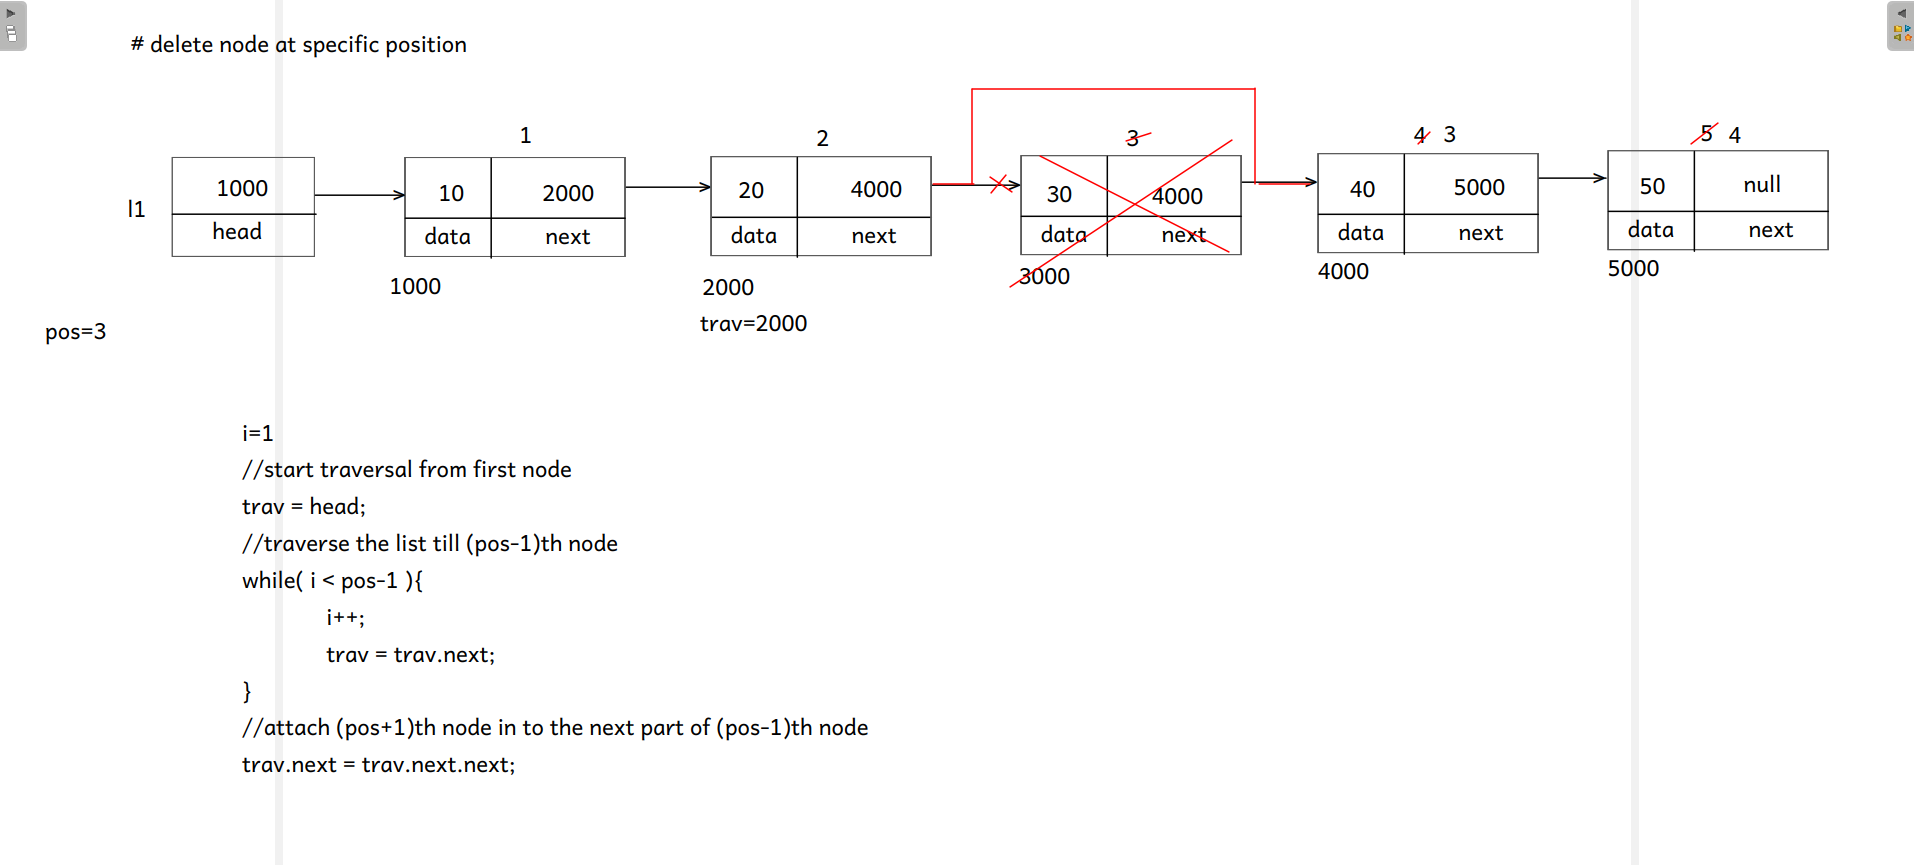 # delete node at specific position
1 2 3 4 3 5 4
l1 1000 10 2000 20 4000 30 4000 40 5000 50 null
head data next data next data next data next data next
1000 2000 3000 4000 5000
trav=2000
pos=3
i=1
//start traversal from first node
trav = head;
//traverse the list till (pos-1)th node
while( i < pos-1 ){
i++;
trav = trav.next;
}
//attach (pos+1)th node in to the next part of (pos-1)th node
trav.next = trav.next.next;